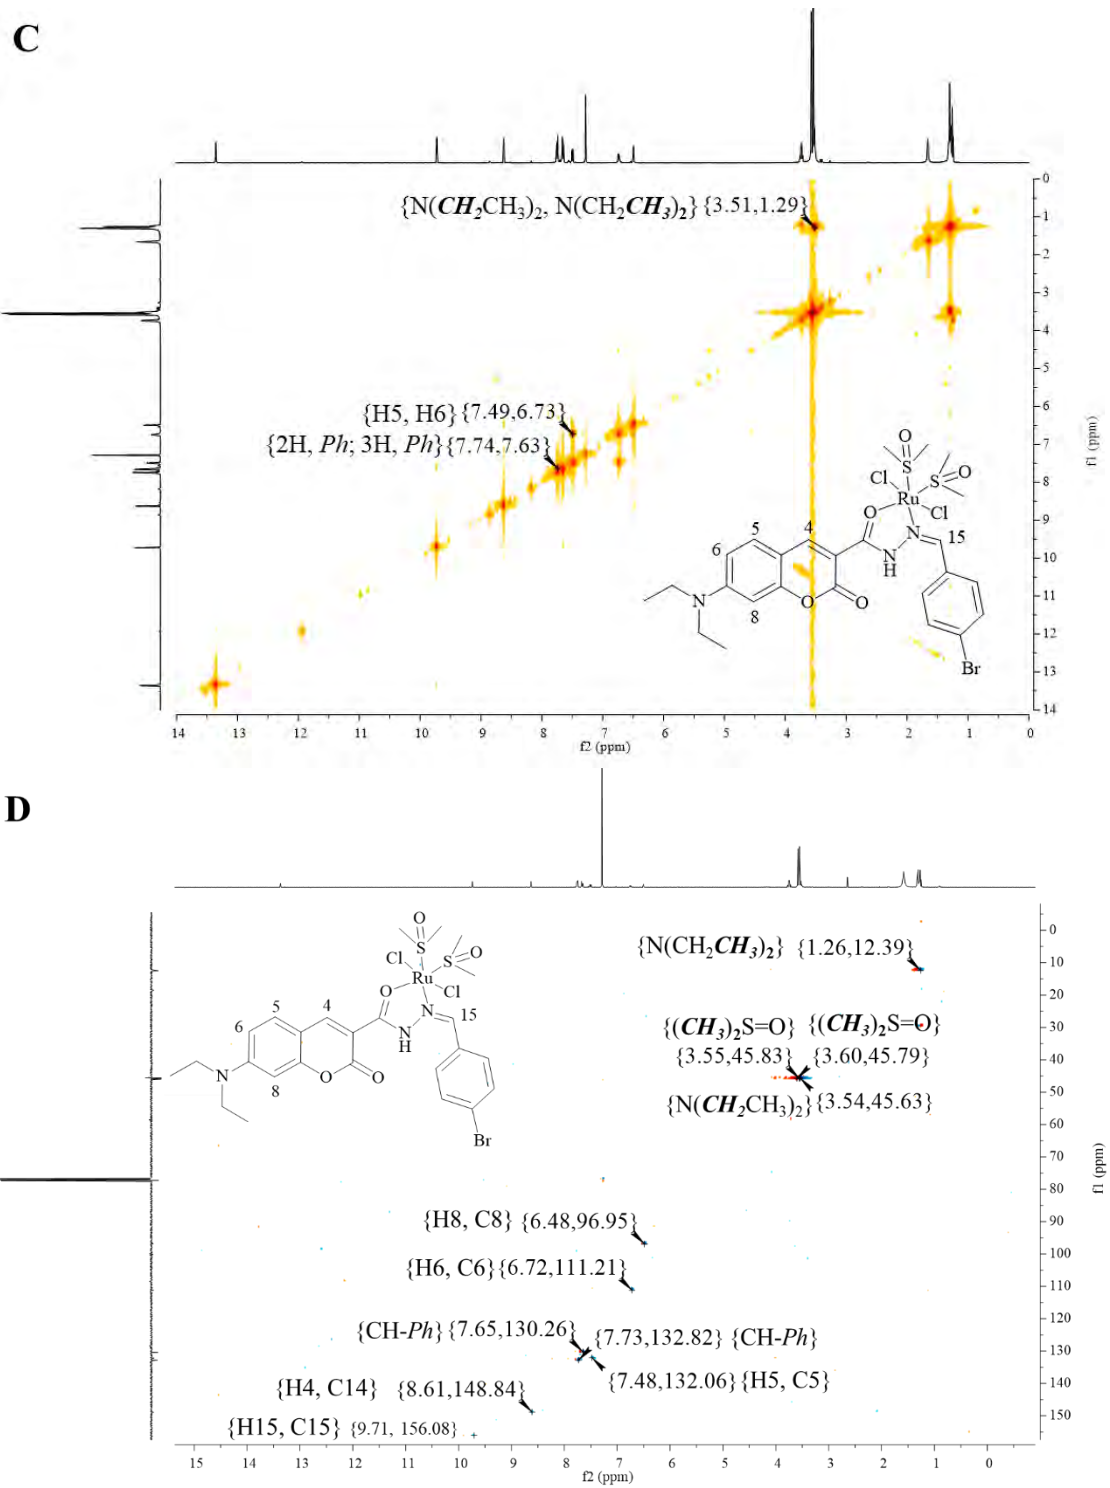 C
{N(CH2CH3)2, N(CH2CH3)2} {3.51,1.29}
{H5, H6} {7.49,6.73}
{2H, Ph; 3H, Ph} {7.74,7.63}
O
S
Cl
S
O
Ru
O
Cl
N
15
5
4
6
N
H
N
O
O
8
Br
0
1
2
3
4
5
6
7
8
9
10
11
12
13
14
f1 (ppm)
14 13 12 11 10 9 8 7 6 5 4 3 2 1 0
f2 (ppm)
D
O
S
Cl
S
O
Ru
O
Cl
N
15
5
4
6
N
H
N
O
O
8
Br
{N(CH2CH3)2} {1.26,12.39}
{(CH3)2S=O} {(CH3)2S=O}
{3.55,45.83} {3.60,45.79}
{N(CH2CH3)2} {3.54,45.63}
{H8, C8} {6.48,96.95}
{H6, C6} {6.72,111.21}
{CH-Ph} {7.65,130.26}
{7.73,132.82} {CH-Ph}
{7.48,132.06} {H5, C5}
{H4, C14} {8.61,148.84}
{H15, C15} {9.71, 156.08}
0
10
20
30
40
50
60
70
80
90
100
110
120
130
140
150
f1 (ppm)
15 14 13 12 11 10 9 8 7 6 5 4 3 2 1 0
f2 (ppm)